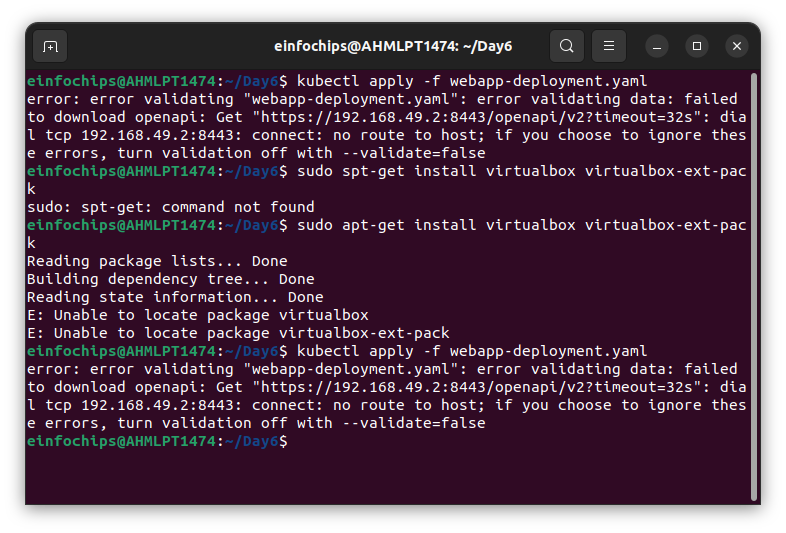 einfochips@AHMLPT1474: ~/Day6
einfochips@AHMLPT1474:~/Day6$ kubectl apply -f webapp-deployment.yaml
error: error validating "webapp-deployment.yaml": error validating data: failed
to download openapi: Get "https://192.168.49.2:8443/openapi/v2?timeout=32s": dia
l tcp 192.168.49.2:8443: connect: no route to host; if you choose to ignore thes
e errors, turn validation off with --validate=false
einfochips@AHMLPT1474:~/Day6$ sudo spt-get install virtualbox virtualbox-ext-pac
k
sudo: spt-get: command not found
einfochips@AHMLPT1474:~/Day6$ sudo apt-get install virtualbox virtualbox-ext-pac
k
Reading package lists... Done
Building dependency tree... Done
Reading state information... Done
E: Unable to locate package virtualbox
E: Unable to locate package virtualbox-ext-pack
einfochips@AHMLPT1474:~/Day6$ kubectl apply -f webapp-deployment.yaml
error: error validating "webapp-deployment.yaml": error validating data: failed
to download openapi: Get "https://192.168.49.2:8443/openapi/v2?timeout=32s": dia
l tcp 192.168.49.2:8443: connect: no route to host; if you choose to ignore thes
e errors, turn validation off with --validate=false
einfochips@AHMLPT1474:~/Day6$